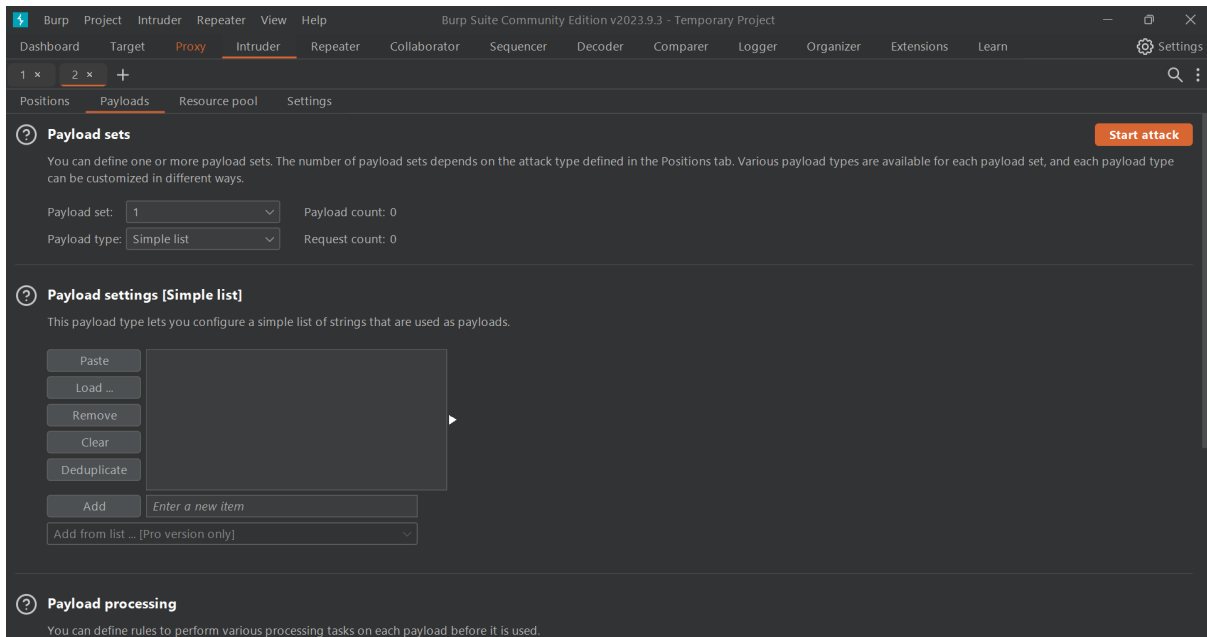 Burp Project Intruder Repeater View Help Burp Suite Community Edition v2023.9.3 - Temporary Project
Dashboard Target Proxy Intruder Repeater Collaborator Sequencer Decoder Comparer Logger Organizer Extensions Learn Settings
1 × 2 × +
Positions Payloads Resource pool Settings
? Payload sets Start attack
You can define one or more payload sets. The number of payload sets depends on the attack type defined in the Positions tab. Various payload types are available for each payload set, and each payload type
can be customized in different ways.
Payload set: 1 Payload count: 0
Payload type: Simple list Request count: 0
? Payload settings [Simple list]
This payload type lets you configure a simple list of strings that are used as payloads.
Paste
Load ...
Remove
Clear
Deduplicate
Add Enter a new item
Add from list ... [Pro version only]
? Payload processing
You can define rules to perform various processing tasks on each payload before it is used.